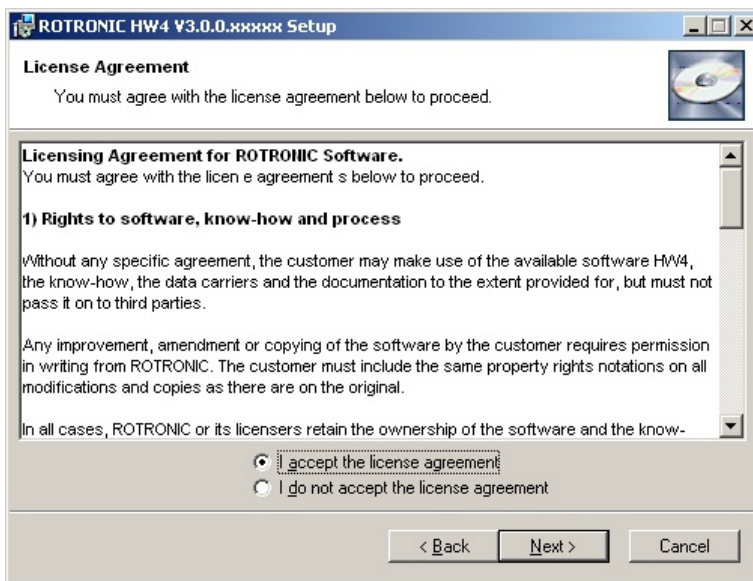 ROTRONIC HW4 V3.0.0.xxxxx Setup
License Agreement
You must agree with the license agreement below to proceed.
Licensing Agreement for ROTRONIC Software.
You must agree with the licen e agreement s below to proceed.
1) Rights to software, know-how and process
Without any specific agreement, the customer may make use of the available software HW4,
the know-how, the data carriers and the documentation to the extent provided for, but must not
pass it on to third parties.
Any improvement, amendment or copying of the software by the customer requires permission
in writing from ROTRONIC. The customer must include the same property rights notations on all
modifications and copies as there are on the original.
In all cases, ROTRONIC or its licensers retain the ownership of the software and the know-
I accept the license agreement
I do not accept the license agreement
< Back Next > Cancel